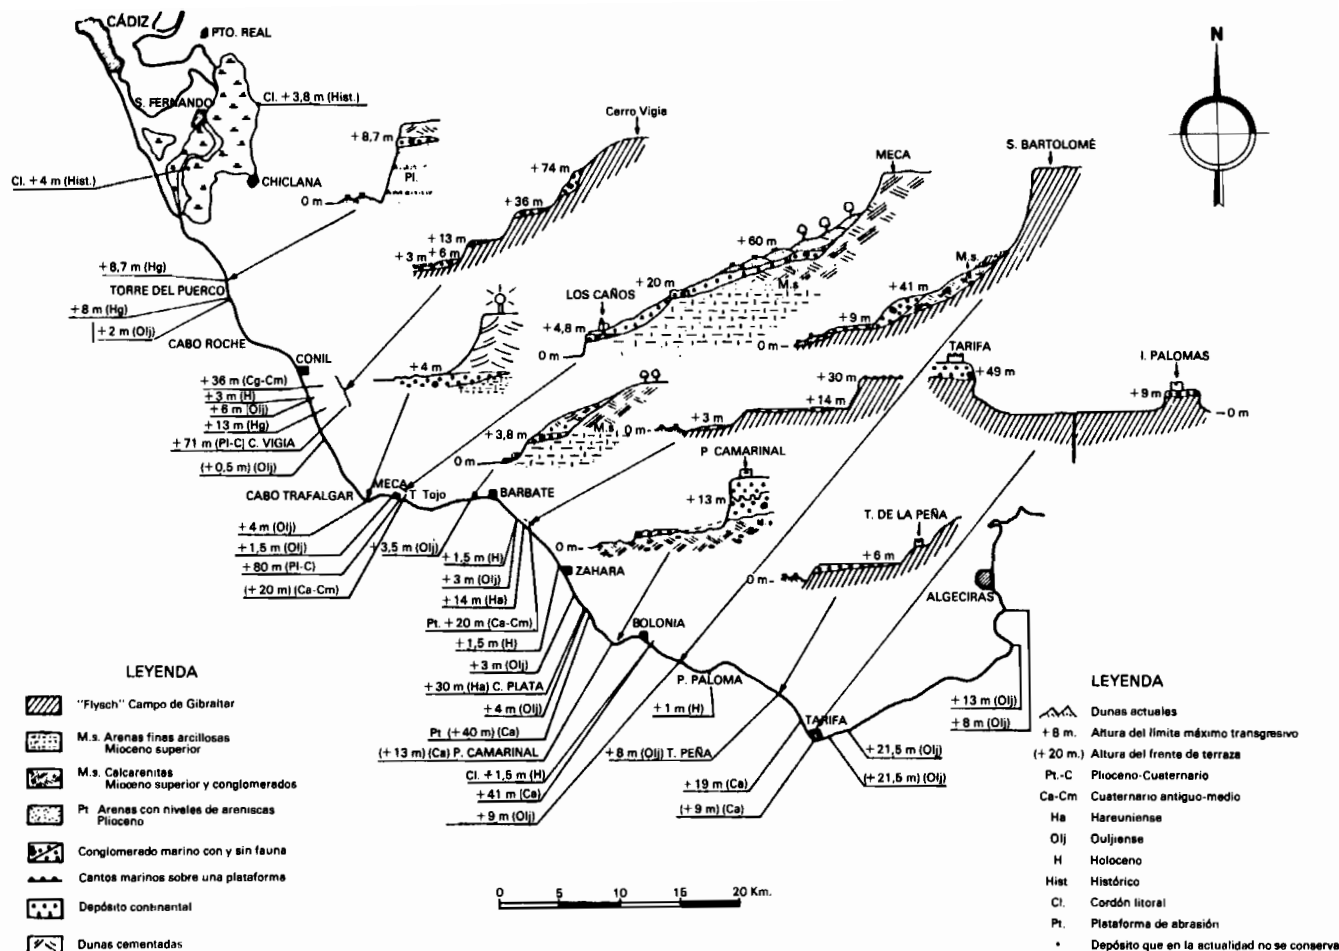 CÁDIZ
PTO. REAL
S. FERNANDO
Cl. + 3,8 m (Hist.)
Cl. + 4 m (Hist.)
CHICLANA
+ 8,7 m
Pl.
0 m
Cerro Vigia
+ 74 m
+ 36 m
+ 13 m
+ 3 m
+ 6 m
MECA
+ 60 m
+ 20 m
M.s
LOS CAÑOS
+ 4,8 m
0 m
S. BARTOLOMÉ
M.s.
+ 41 m
+ 9 m
0 m
N
+ 8,7 m (Hg)
TORRE DEL PUERCO
+ 8 m (Hg)
+ 2 m (Olj)
CABO ROCHE
CONIL
+ 36 m (Cg-Cm)
+ 3 m (H)
+ 6 m (Olj)
+ 13 m (Hg)
+ 71 m (Pl-C) C. VIGIA
(+ 0,5 m) (Olj)
+ 4 m
0 m
+ 3,8 m
M.s
0 m
+ 30 m
+ 14 m
+ 3 m
0 m
TARIFA
+ 49 m
I. PALOMAS
+ 9 m
0 m
P. CAMARINAL
+ 13 m
0 m
T. DE LA PEÑA
+ 6 m
0 m
ALGECIRAS
CABO TRAFALGAR
MECA
T. Tojo
BARBATE
+ 4 m (Olj)
+ 1,5 m (Olj)
+ 80 m (Pl-C)
(+ 20 m) (Ca-Cm)
+ 3,5 m (Olj)
+ 1,5 m (H)
+ 3 m (Olj)
+ 14 m (Ha)
Pt. + 20 m (Ca-Cm)
ZAHARA
+ 1,5 m (H)
+ 3 m (Olj)
+ 30 m (Ha) C. PLATA
+ 4 m (Olj)
Pt (+ 40 m) (Ca)
(+ 13 m) (Ca) P. CAMARINAL
Cl. + 1,5 m (H)
+ 41 m (Ca)
+ 9 m (Olj)
BOLONIA
P. PALOMA
+ 1 m (H)
+ 8 m (Olj) T. PEÑA
TARIFA
+ 19 m (Ca)
(+ 9 m) (Ca)
+ 21,5 m (Olj)
(+ 21,5 m) (Olj)
+ 13 m (Olj)
+ 8 m (Olj)
LEYENDA
"Flysch" Campo de Gibraltar
M.s. Arenas finas arcillosas
Mioceno superior
M.s. Calcarenitas
Mioceno superior y conglomerados
Pt Arenas con niveles de areniscas
Plioceno
Conglomerado marino con y sin fauna
Cantos marinos sobre una plataforma
Depósito continental
Dunas cementadas
0 5 10 15 20 Km.
LEYENDA
Dunas actuales
+ 8 m. Altura del límite máximo transgresivo
(+ 20 m.) Altura del frente de terraza
Pt.-C Plioceno-Cuaternario
Ca-Cm Cuaternario antiguo-medio
Ha Hareuniense
Olj Ouljiense
H Holoceno
Hist Histórico
Cl. Cordón litoral
Pt. Plataforma de abrasión
• Depósito que en la actualidad no se conserva